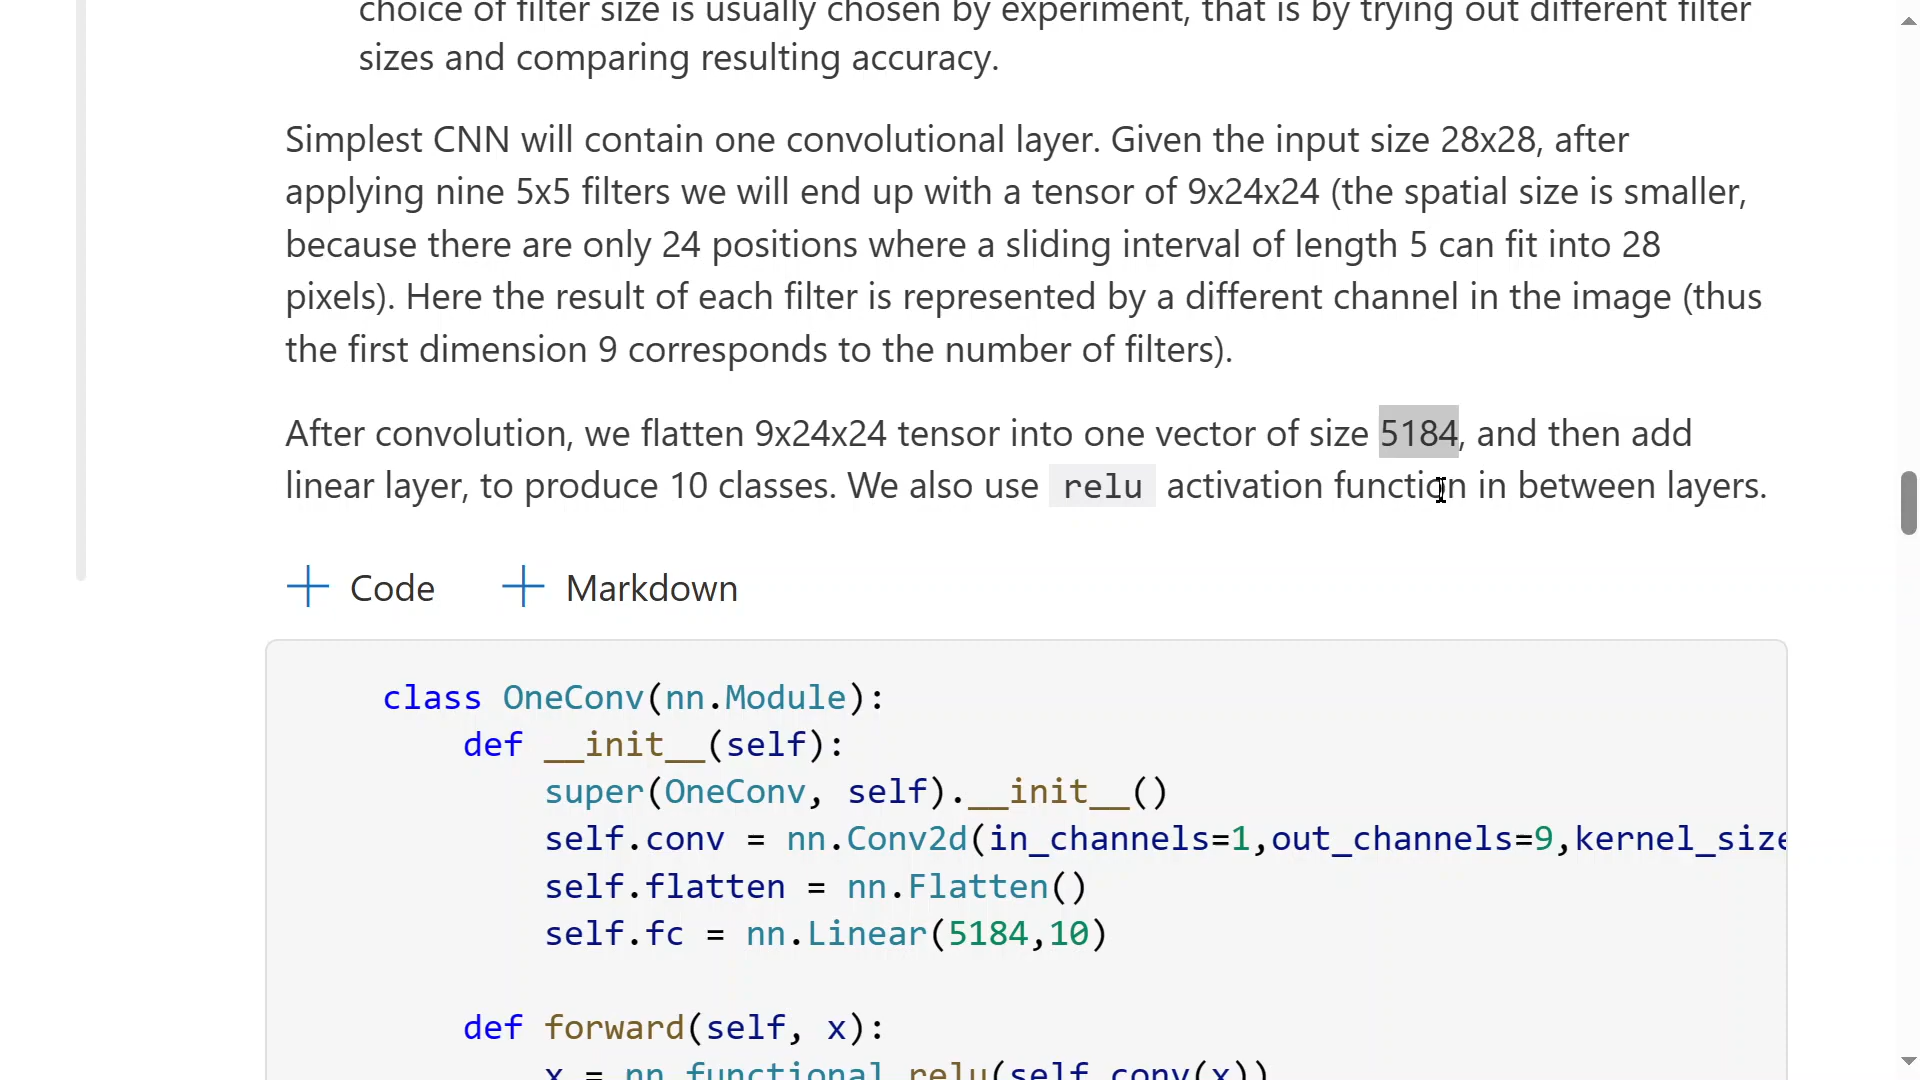 choice of filter size is usually chosen by experiment, that is by trying out different filter
sizes and comparing resulting accuracy.
Simplest CNN will contain one convolutional layer. Given the input size 28x28, after
applying nine 5x5 filters we will end up with a tensor of 9x24x24 (the spatial size is smaller,
because there are only 24 positions where a sliding interval of length 5 can fit into 28
pixels). Here the result of each filter is represented by a different channel in the image (thus
the first dimension 9 corresponds to the number of filters).
After convolution, we flatten 9x24x24 tensor into one vector of size 5184, and then add
linear layer, to produce 10 classes. We also use relu activation function in between layers.
Code Markdown
class OneConv(nn.Module):
def __init__(self):
super(OneConv, self).__init__()
self.conv = nn.Conv2d(in_channels=1,out_channels=9,kernel_size
self.flatten = nn.Flatten()
self.fc = nn.Linear(5184,10)
def forward(self, x):
x = nn.functional.relu(self.conv(x))